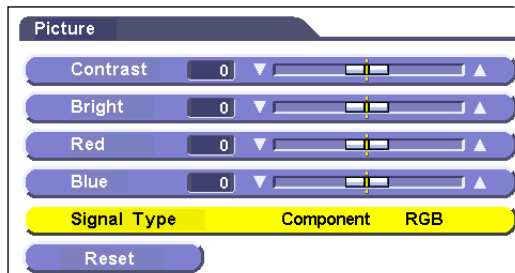 Picture
Contrast 0
Bright 0
Red 0
Blue 0
Signal Type Component RGB
Reset